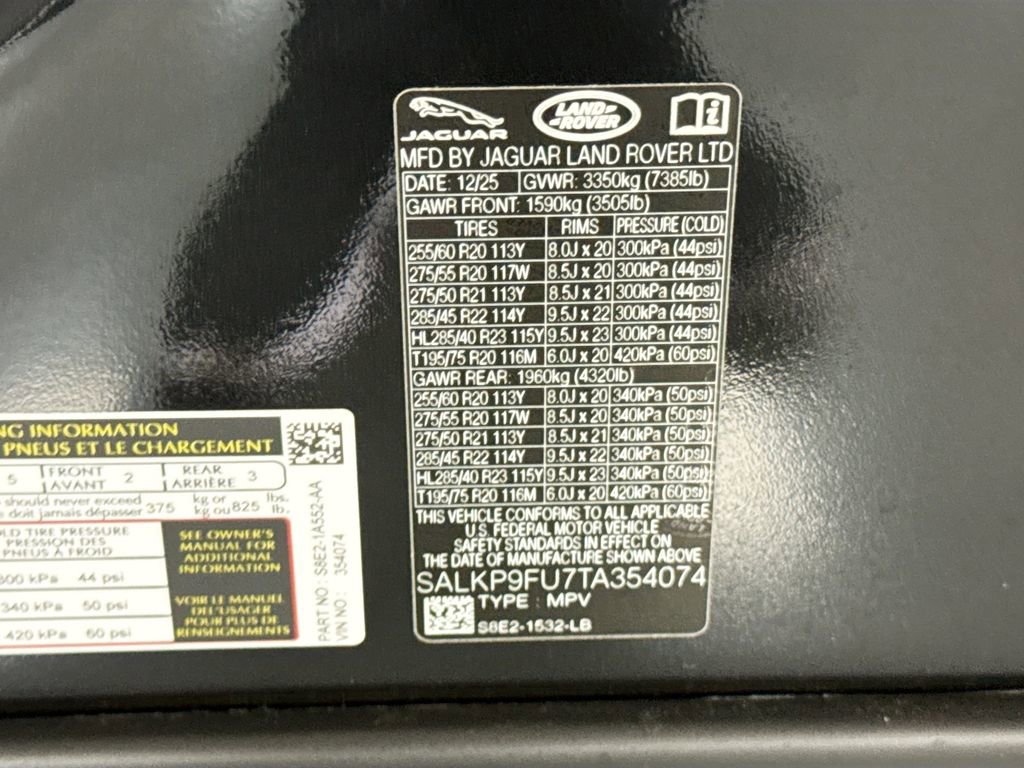 JAGUAR
LAND-
-ROVER
MFD BY JAGUAR LAND ROVER LTD
DATE: 12/25 GVWR: 3350kg (7385lb)
GAWR FRONT: 1590kg (3505lb)
TIRES RIMS PRESSURE (COLD)
255/60 R20 113Y 8.0J x 20 300kPa (44psi)
275/55 R20 117W 8.5J x 20 300kPa (44psi)
275/50 R21 113Y 8.5J x 21 300kPa (44psi)
285/45 R22 114Y 9.5J x 22 300kPa (44psi)
HL285/40 R23 115Y 9.5J x 23 300kPa (44psi)
T195/75 R20 116M 6.0J x 20 420kPa (60psi)
GAWR REAR: 1960kg (4320lb)
255/60 R20 113Y 8.0J x 20 340kPa (50psi)
275/55 R20 117W 8.5J x 20 340kPa (50psi)
275/50 R21 113Y 8.5J x 21 340kPa (50psi)
285/45 R22 114Y 9.5J x 22 340kPa (50psi)
HL285/40 R23 115Y 9.5J x 23 340kPa (50psi)
T195/75 R20 116M 6.0J x 20 420kPa (60psi)
THIS VEHICLE CONFORMS TO ALL APPLICABLE
U.S. FEDERAL MOTOR VEHICLE
SAFETY STANDARDS IN EFFECT ON
THE DATE OF MANUFACTURE SHOWN ABOVE
SALKP9FU7TA354074
TYPE : MPV
S8E2-1532-LB
NG INFORMATION
PNEUS ET LE CHARGEMENT
5 FRONT 2 REAR 3
AVANT ARRIÈRE
should never exceed 375 kg or 825 lbs.
doit jamais dépasser kg ou lb.
LD TIRE PRESSURE
PRESSION DES
PNEUS À FROID
300 kPa 44 psi
340 kPa 50 psi
420 kPa 60 psi
SEE OWNER'S
MANUAL FOR
ADDITIONAL
INFORMATION
VOIR LE MANUEL
DE L'USAGER
POUR PLUS DE
RENSEIGNEMENTS
PART NO : S8E2-1A552-AA
VIN NO : 354074